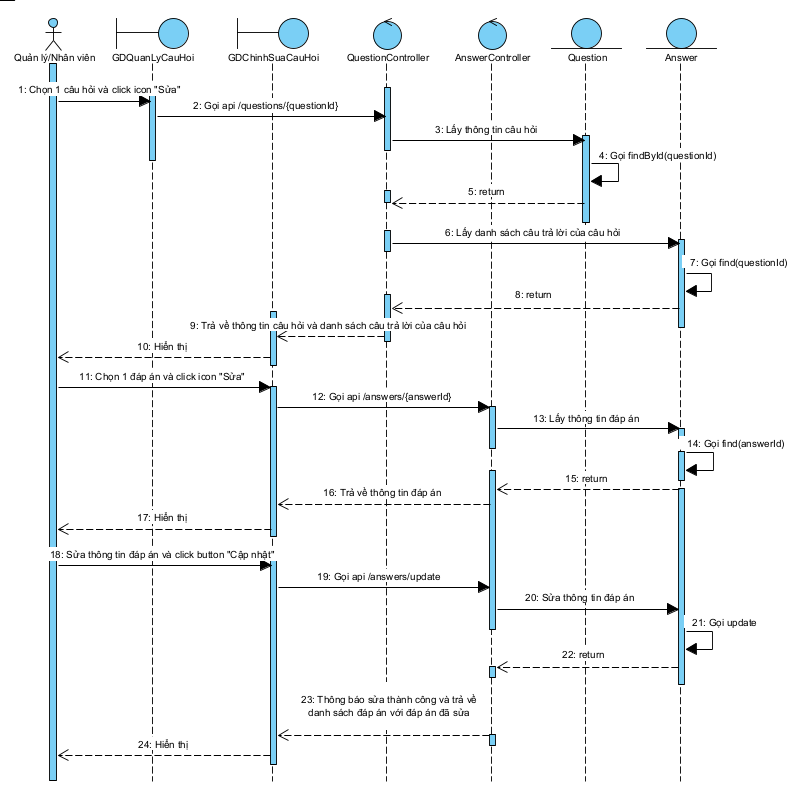 Quản lý/Nhân viên
GDQuanLyCauHoi
GDChinhSuaCauHoi
QuestionController
AnswerController
Question
Answer
1: Chọn 1 câu hỏi và click icon "Sửa"
2: Gọi api /questions/{questionId}
3: Lấy thông tin câu hỏi
4: Gọi findById(questionId)
5: return
6: Lấy danh sách câu trả lời của câu hỏi
7: Gọi find(questionId)
8: return
9: Trả về thông tin câu hỏi và danh sách câu trả lời của câu hỏi
10: Hiển thị
11: Chọn 1 đáp án và click icon "Sửa"
12: Gọi api /answers/{answerId}
13: Lấy thông tin đáp án
14: Gọi find(answerId)
15: return
16: Trả về thông tin đáp án
17: Hiển thị
18: Sửa thông tin đáp án và click button "Cập nhật"
19: Gọi api /answers/update
20: Sửa thông tin đáp án
21: Gọi update
22: return
23: Thông báo sửa thành công và trả về
danh sách đáp án với đáp án đã sửa
24: Hiển thị